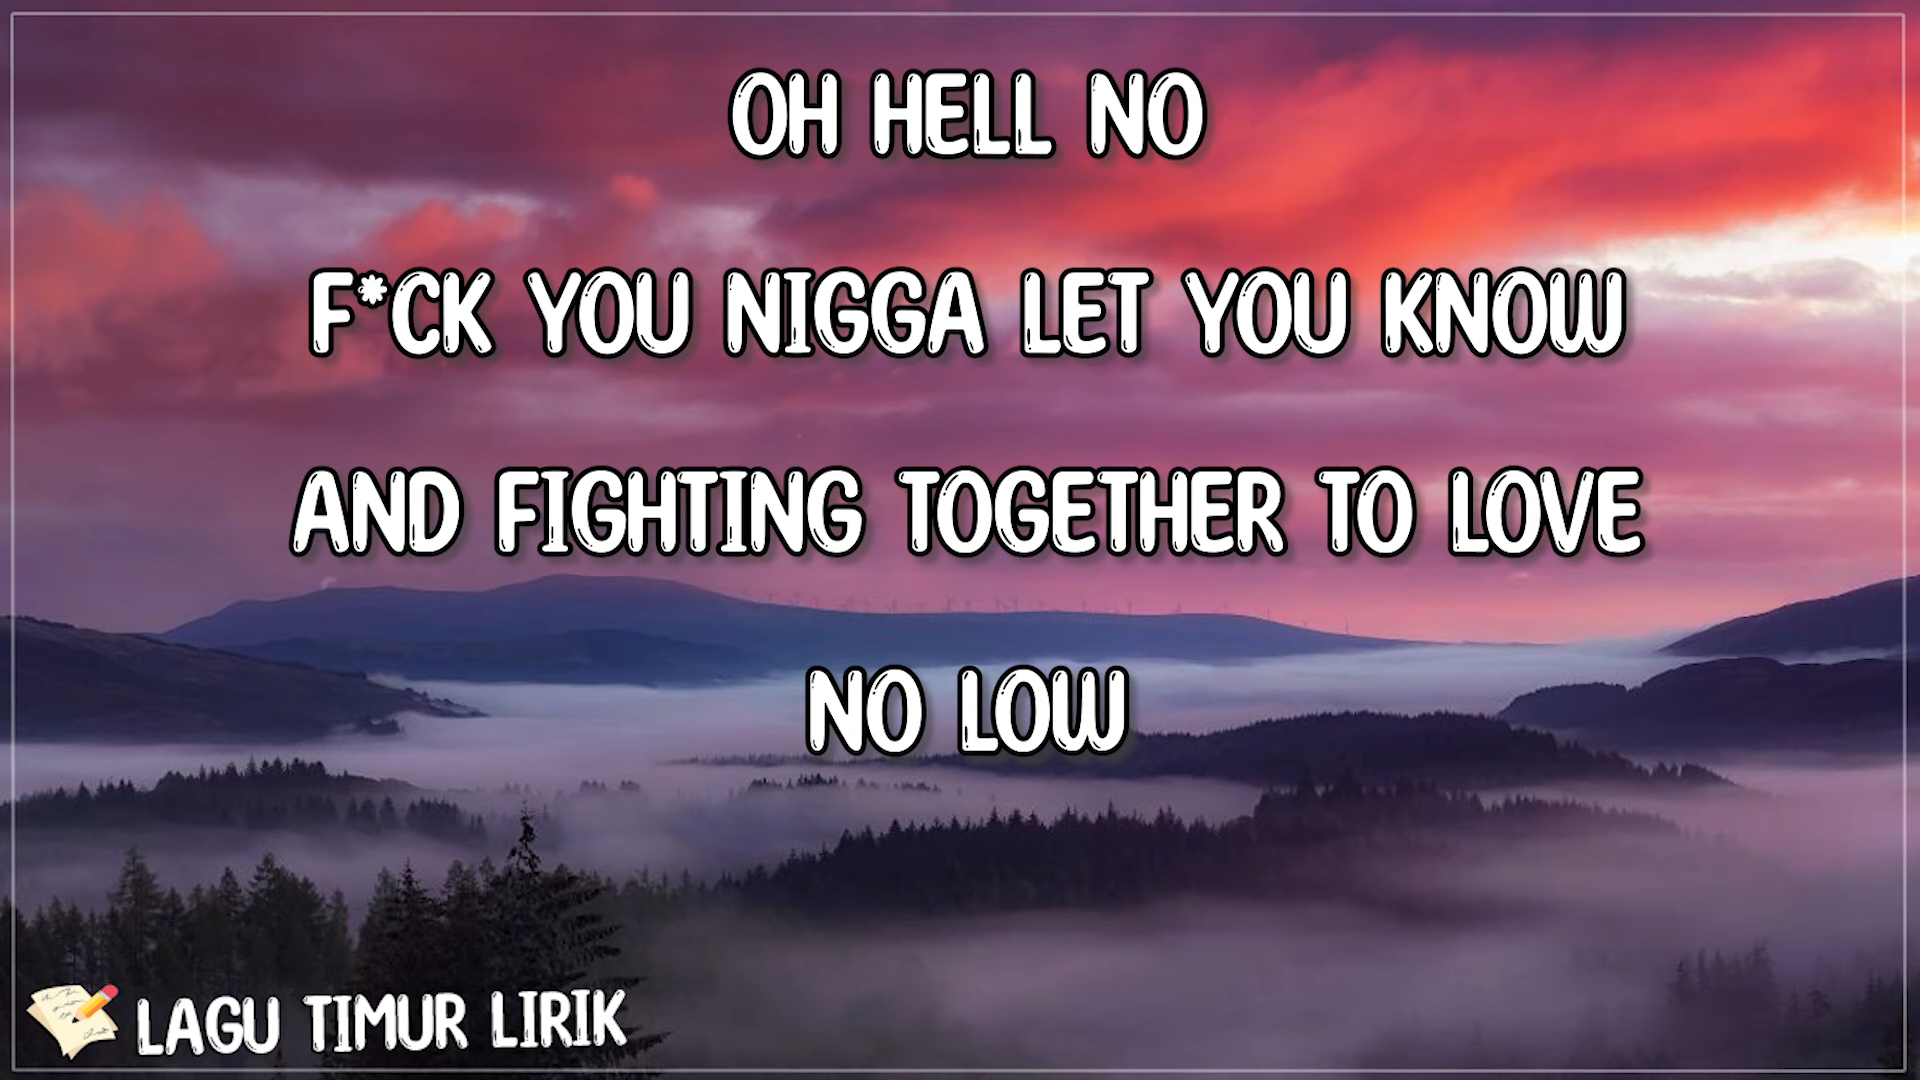 OH HELL NO
F*CK YOU NIGGA LET YOU KNOW
AND FIGHTING TOGETHER TO LOVE
NO LOW
LAGU TIMUR LIRIK